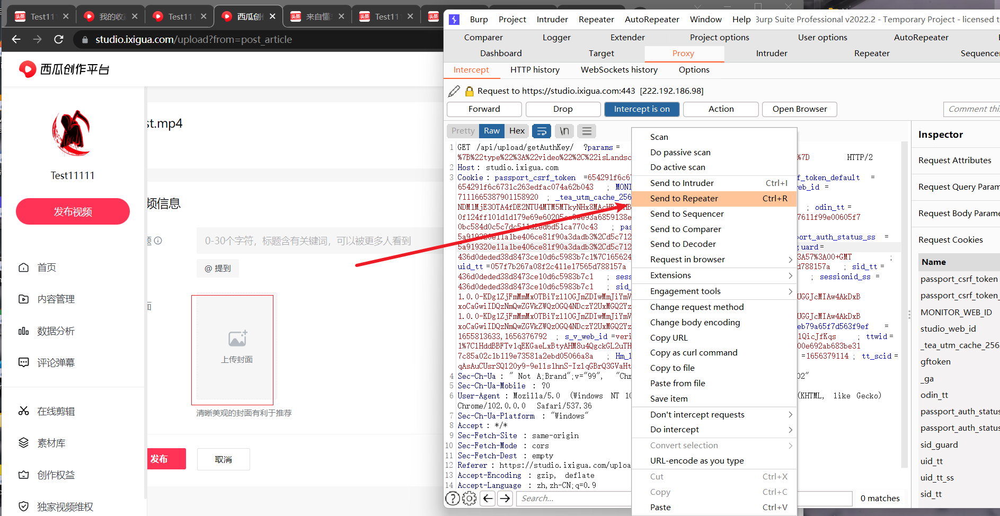 Test11
我的收
Test11
西瓜创
来自懂
Test11
studio.ixigua.com/upload?from=post_article
西瓜创作平台
Test11111
发布视频
首页
内容管理
数据分析
评论弹幕
在线剪辑
素材库
创作权益
独家视频维权
st.mp4
频信息
题
0-30个字符，标题含有关键词，可以被更多人看到
@ 提到
面
上传封面
清晰美观的封面有利于推荐
发布
取消
Burp Project Intruder Repeater AutoRepeater Window Help Burp Suite Professional v2022.2 - Temporary Project - licensed t
Comparer Logger Extender Project options User options AutoRepeater
Dashboard Target Proxy Intruder Repeater Sequencer
Intercept HTTP history WebSockets history Options
Request to https://studio.ixigua.com:443 [222.192.186.98]
Forward Drop Intercept is on Action Open Browser Comment this
Pretty Raw Hex \n
1 GET /api/upload/getAuthKey/ ?params =
%7B%22type%22%3A%22video%22%2C%22isLandsc %7D HTTP/2
2 Host : studio.ixigua.com
3 Cookie : passport_csrf_token =654291f6c6 f_token_default =
654291f6c6731c263edfac074a62b043 ; MONI eb_id =
7111665387901158920 ; _tea_utm_cache_256
NDM1MjE3OTA4fDE2NTU4MTM5MTkyNHx8MAcHB ; odin_tt =
0f124ff101d1d179e69e60205 ee93a6859138e 7611f99e00605f7
0bc584d0c5c7dc511d2ed6d51ca770c43 ; pas
5a919320e11a1be406ce81f90a3dadb3%2Cd5c712 ort_auth_status_ss =
5a919320e11a1be406ce81f90a3dadb3%2Cd5c712 guard =
436d0deded38d8473ce10d6c5983b7c1%7C165624 3A57%3A00+GMT ;
uid_tt =057f7b267a08f2c411e17565d788157a d788157a ; sid_tt =
436d0deded38d8473ce10d6c5983b7c1 ; sess ; sessionid_ss =
436d0deded38d8473ce10d6c5983b7c1 ; sid_
1.0.0-KDg1ZjFmMmMxOTBiYz11OGJmZDIwMmJiYmV UGGJcMIAw4AkDxB
xoCaGwiIDQzNmQwZGVkZWQzOGQ4NDczY2UxMGQ2Yz
1.0.0-KDg1ZjFmMmMxOTBiYz11OGJmZDIwMmJiYmV UGGJcMIAw4AkDxB
xoCaGwiIDQzNmQwZGVkZWQzOGQ4NDczY2UxMGQ2Yz eb79a65f7d563f9ef =
1655813633,1656376792 ; s_v_web_id =veri 1QicJfKqs ; ttwid =
1%7C1HddBBFTv1qEKGaeLxBtyAHM8u4QgckGL2uTH 00e692ab683be31
7c85a02c1b119e73581a2ebd05066a8a ; Hm_1 =1656379114 ; tt_scid =
qAsAuCUsrSQ120y9-9e11s1hnS-Iz1qGBrQ3GVaHt
4 Sec-Ch-Ua : " Not A;Brand";v="99", "Chr 02"
5 Sec-Ch-Ua-Mobile : ?0
6 User-Agent : Mozilla/5.0 (Windows NT 10 (KHTML, like Gecko)
Chrome/102.0.0.0 Safari/537.36
7 Sec-Ch-Ua-Platform : "Windows"
8 Accept : */*
9 Sec-Fetch-Site : same-origin
10 Sec-Fetch-Mode : cors
11 Sec-Fetch-Dest : empty
12 Referer : https://studio.ixigua.com/uploa
13 Accept-Encoding : gzip, deflate
14 Accept-Language : zh,zh-CN;q=0.9
Search...
0 matches
Scan
Do passive scan
Do active scan
Send to Intruder Ctrl+I
Send to Repeater Ctrl+R
Send to Sequencer
Send to Comparer
Send to Decoder
Request in browser
Extensions
Engagement tools
Change request method
Change body encoding
Copy URL
Copy as curl command
Copy to file
Paste from file
Save item
Don't intercept requests
Do intercept
Convert selection
URL-encode as you type
Cut Ctrl+X
Copy Ctrl+C
Paste Ctrl+V
Inspector
Request Attributes
Request Query Param
Request Body Parame
Request Cookies
Name
passport_csrf_token
passport_csrf_token_
MONITOR_WEB_ID
studio_web_id
_tea_utm_cache_256
gftoken
_ga
odin_tt
passport_auth_status
passport_auth_status
sid_guard
uid_tt
uid_tt_ss
sid_tt